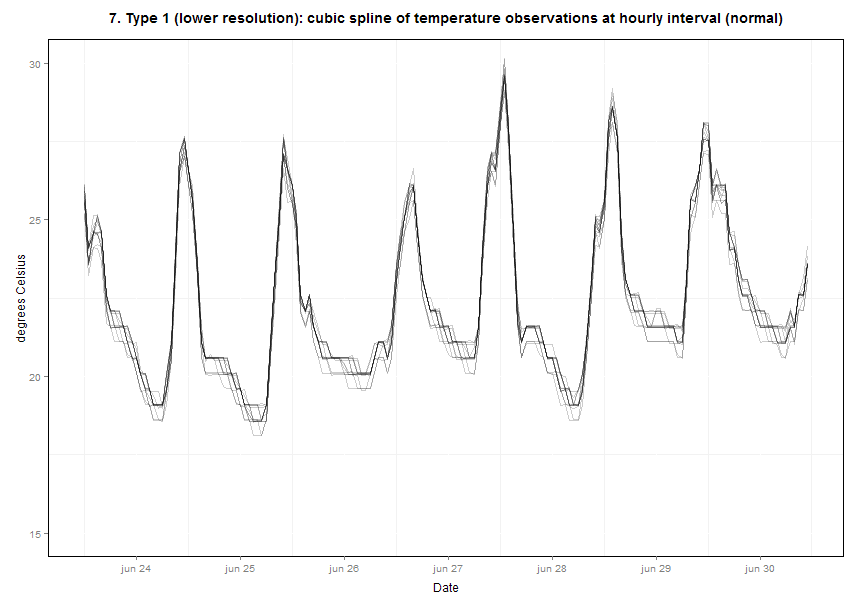 7. Type 1 (lower resolution): cubic spline of temperature observations at hourly interval (normal)
30
25
20
15
degrees Celsius
jun 24 jun 25 jun 26 jun 27 jun 28 jun 29 jun 30
Date